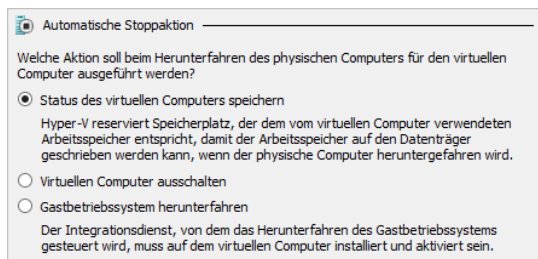 Automatische Stoppaktion
Welche Aktion soll beim Herunterfahren des physischen Computers für den virtuellen
Computer ausgeführt werden?
Status des virtuellen Computers speichern
Hyper-V reserviert Speicherplatz, der dem vom virtuellen Computer verwendeten
Arbeitsspeicher entspricht, damit der Arbeitsspeicher auf den Datenträger
geschrieben werden kann, wenn der physische Computer heruntergefahren wird.
Virtuellen Computer ausschalten
Gastbetriebssystem herunterfahren
Der Integrationsdienst, von dem das Herunterfahren des Gastbetriebssystems
gesteuert wird, muss auf dem virtuellen Computer installiert und aktiviert sein.